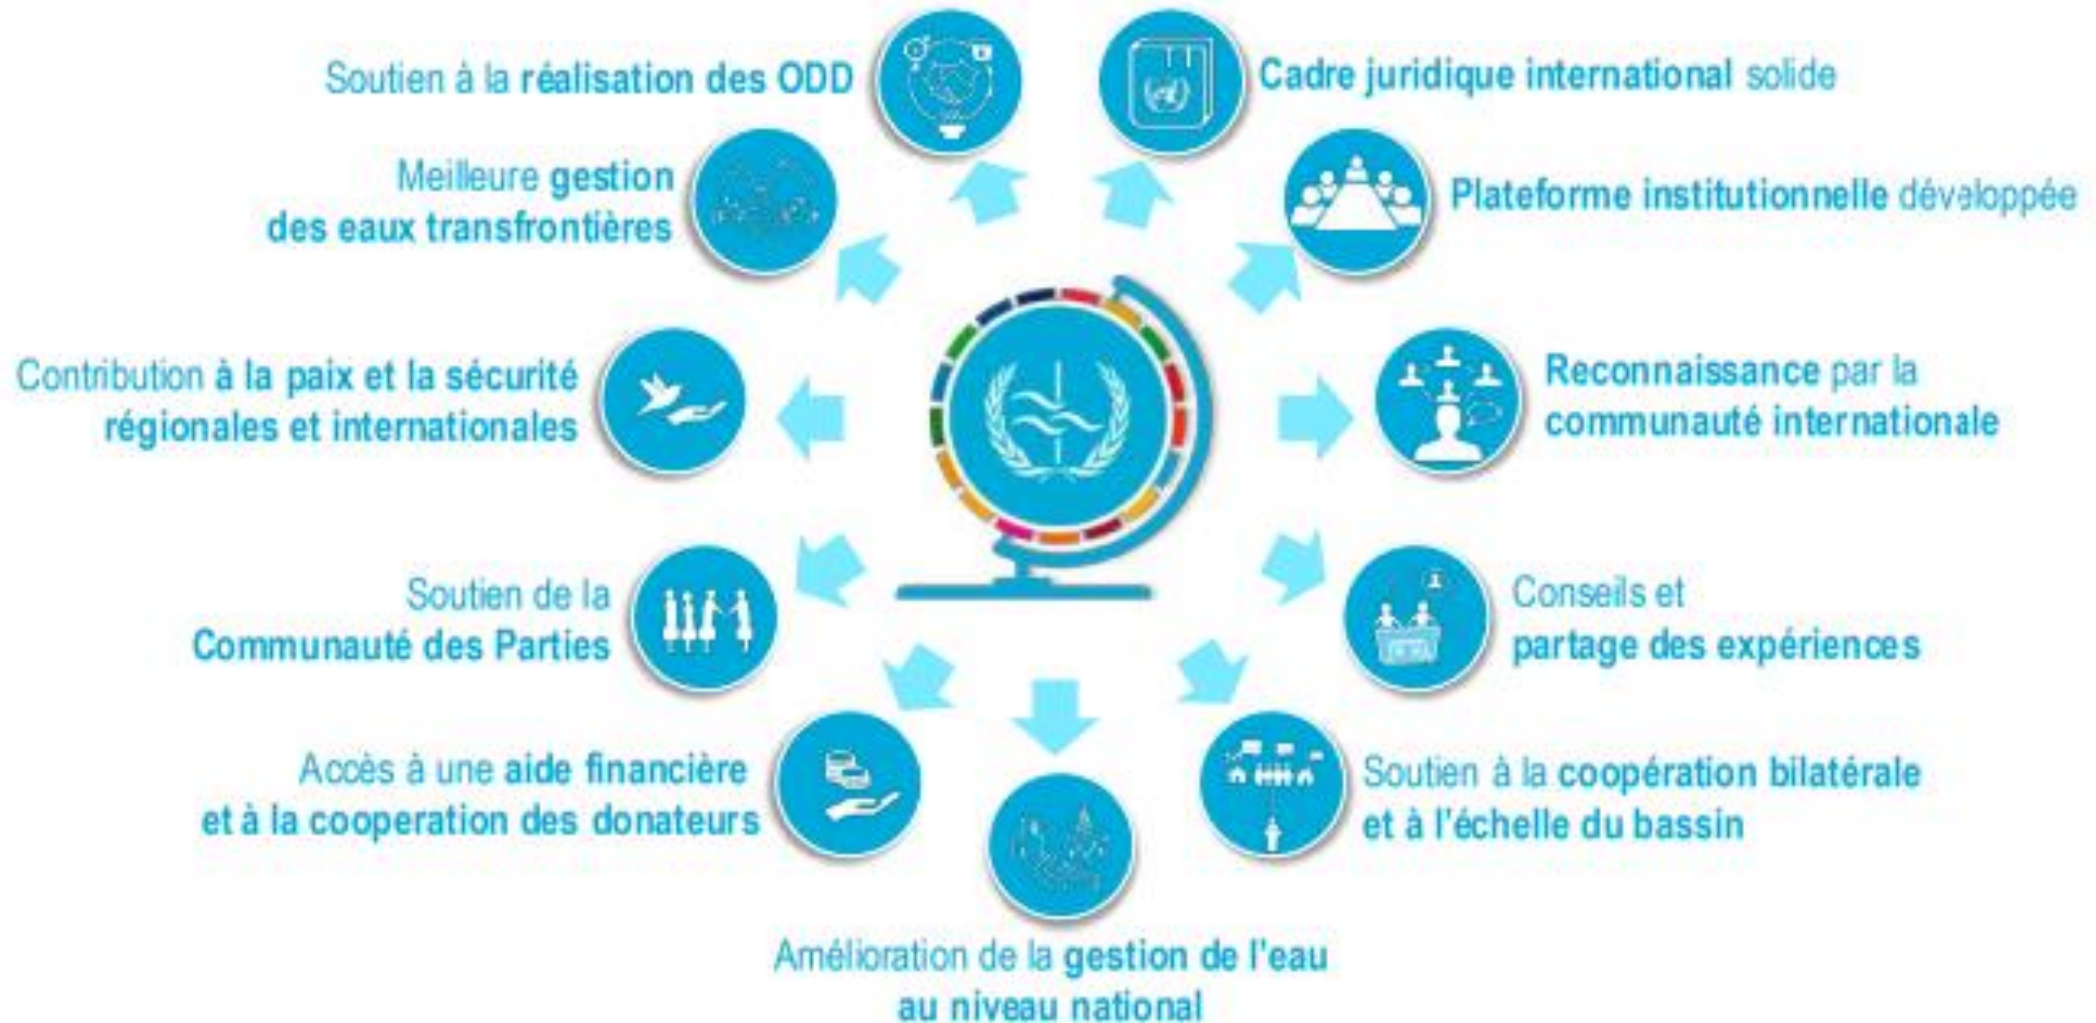 Soutien à la réalisation des ODD
Cadre juridique international solide
Meilleure gestion
des eaux transfrontières
Plateforme institutionnelle développée
Contribution à la paix et la sécurité
régionales et internationales
Reconnaissance par la
communauté internationale
Soutien de la
Communauté des Parties
Conseils et
partage des expériences
Accès à une aide financière
et à la cooperation des donateurs
Soutien à la coopération bilatérale
et à l'échelle du bassin
Amélioration de la gestion de l'eau
au niveau national